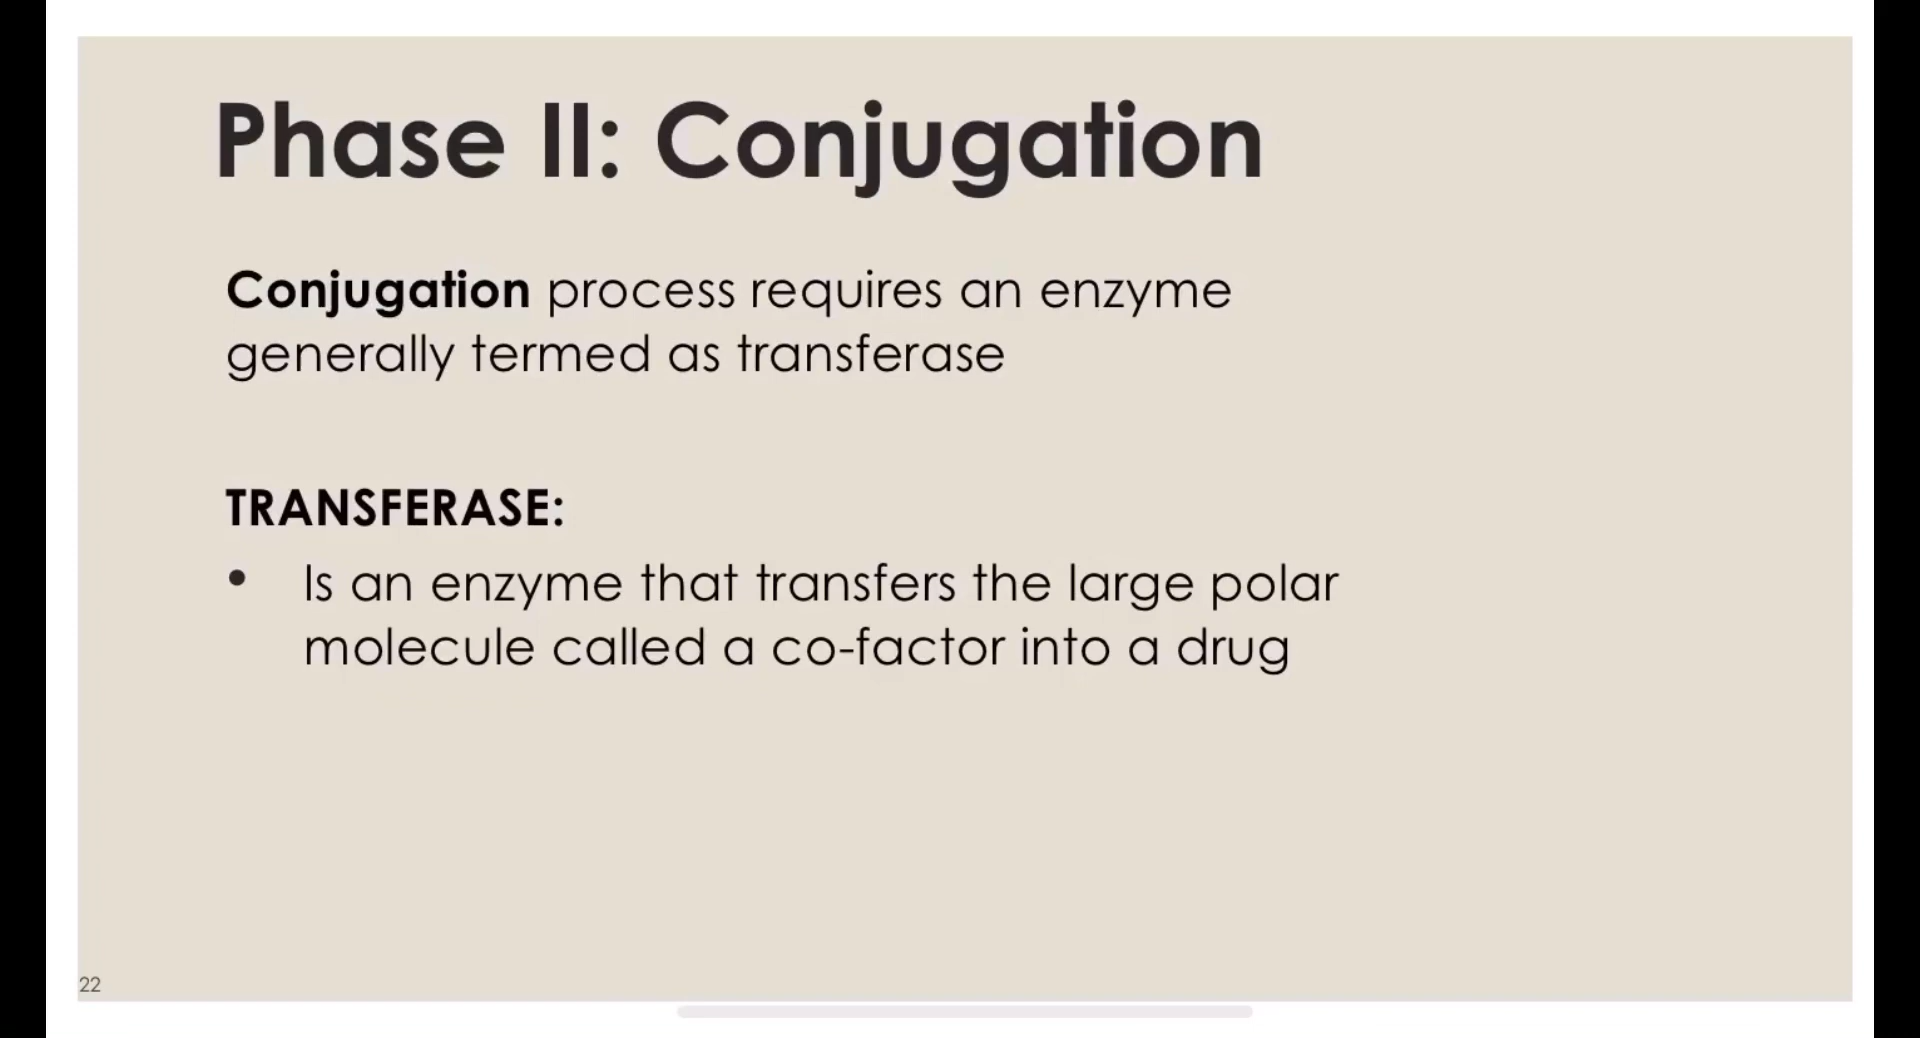 Phase II: Conjugation
Conjugation process requires an enzyme
generally termed as transferase
TRANSFERASE:
• Is an enzyme that transfers the large polar
molecule called a co-factor into a drug
22